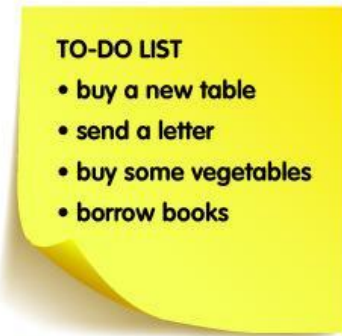 TO-DO LIST
• buy a new table
• send a letter
• buy some vegetables
• borrow books